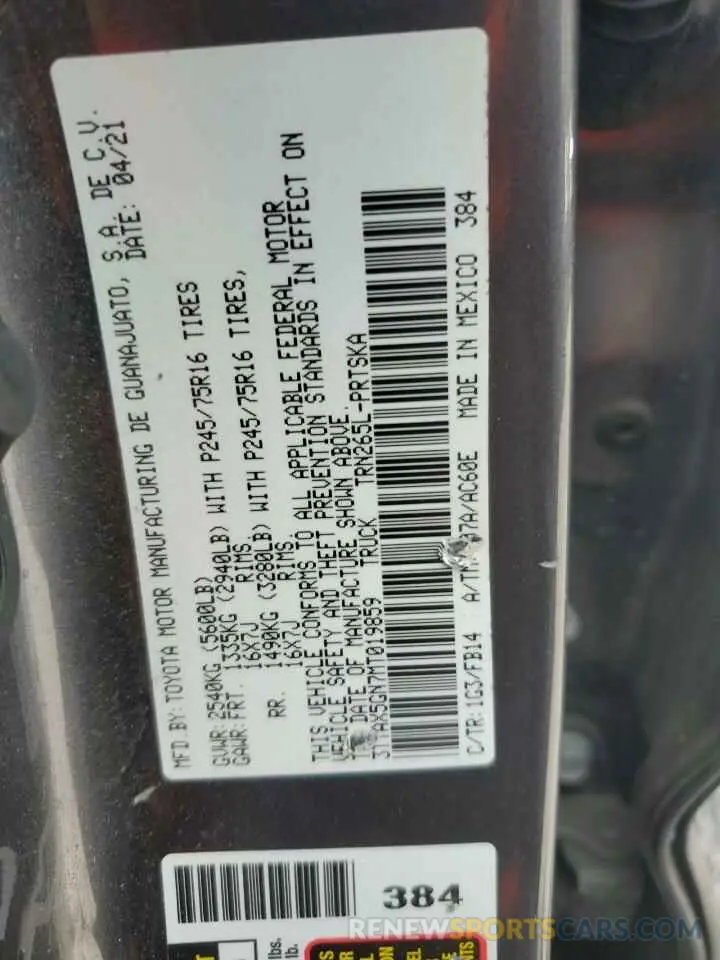 MFD.BY: TOYOTA MOTOR MANUFACTURING DE GUANAJUATO, S.A. DE C.V.
DATE: 04/21
GVWR: 2540KG (5600LB)
GAWR: FRT. 1335KG (2940LB) WITH P245/75R16 TIRES
16X7J RIMS.
RR. 1490KG (3280LB) WITH P245/75R16 TIRES,
16X7J RIMS.
THIS VEHICLE CONFORMS TO ALL APPLICABLE FEDERAL MOTOR
VEHICLE SAFETY AND THEFT PREVENTION STANDARDS IN EFFECT ON
DATE OF MANUFACTURE SHOWN ABOVE.
3TYAX5GN7MT019859 TRUCK TRN265L-PRTSKA
C/TR: 1G3/FB14 /AC60E MADE IN MEXICO 384
384
lbs.
lb.
RENEWSPORTSCARS.COM